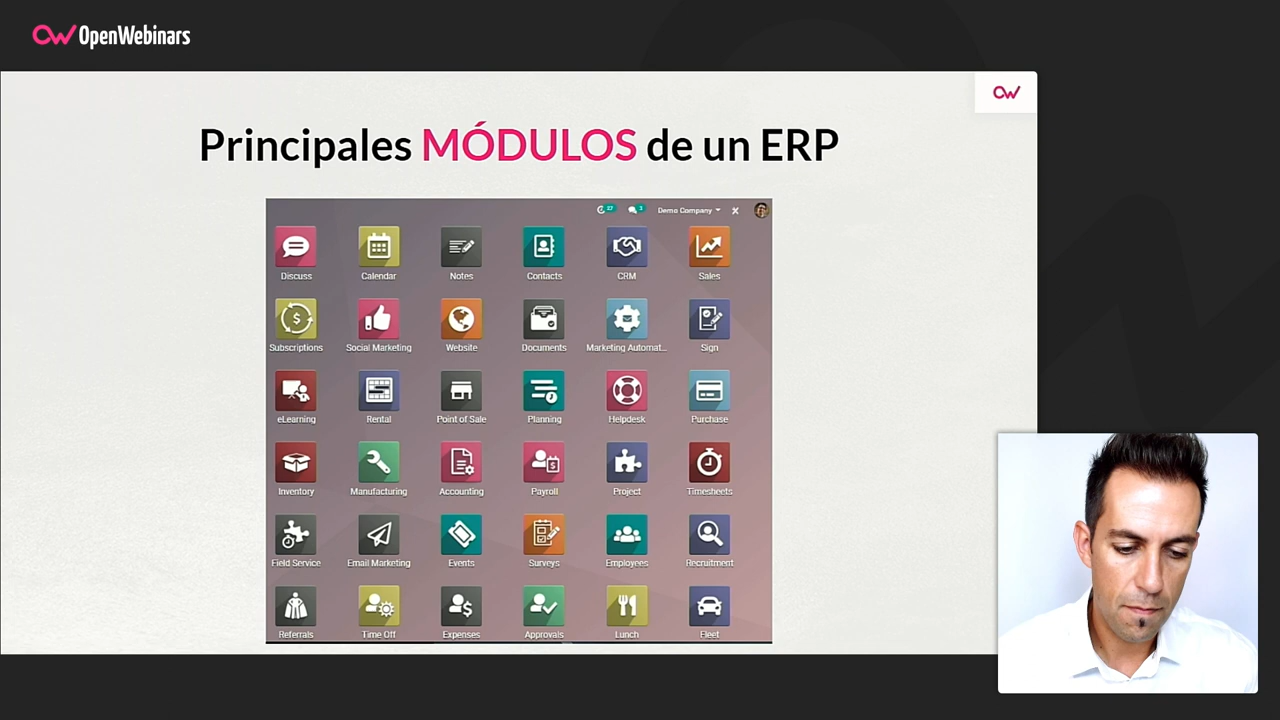 OpenWebinars
Principales MÓDULOS de un ERP
27 3 Demo Company
Discuss Calendar Notes Contacts CRM Sales
Subscriptions Social Marketing Website Documents Marketing Automat... Sign
eLearning Rental Point of Sale Planning Helpdesk Purchase
Inventory Manufacturing Accounting Payroll Project Timesheets
Field Service Email Marketing Events Surveys Employees Recruitment
Referrals Time Off Expenses Approvals Lunch Fleet